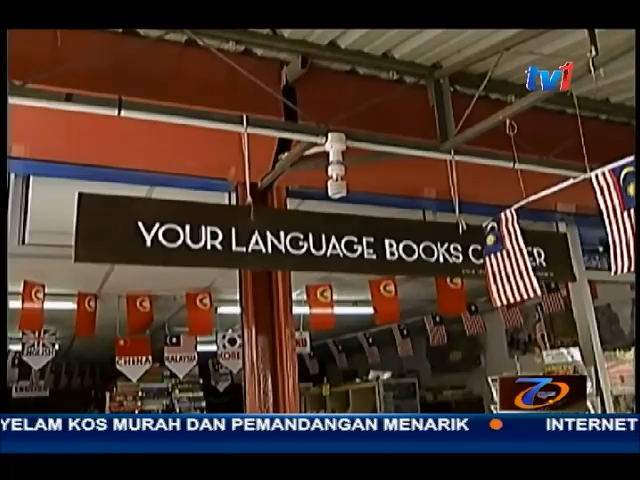 tv1
YOUR LANGUAGE BOOKS
ENGLISH
CHINA
MALAYSIA
KOREA
YELAM KOS MURAH DAN PEMANDANGAN MENARIK
INTERNET